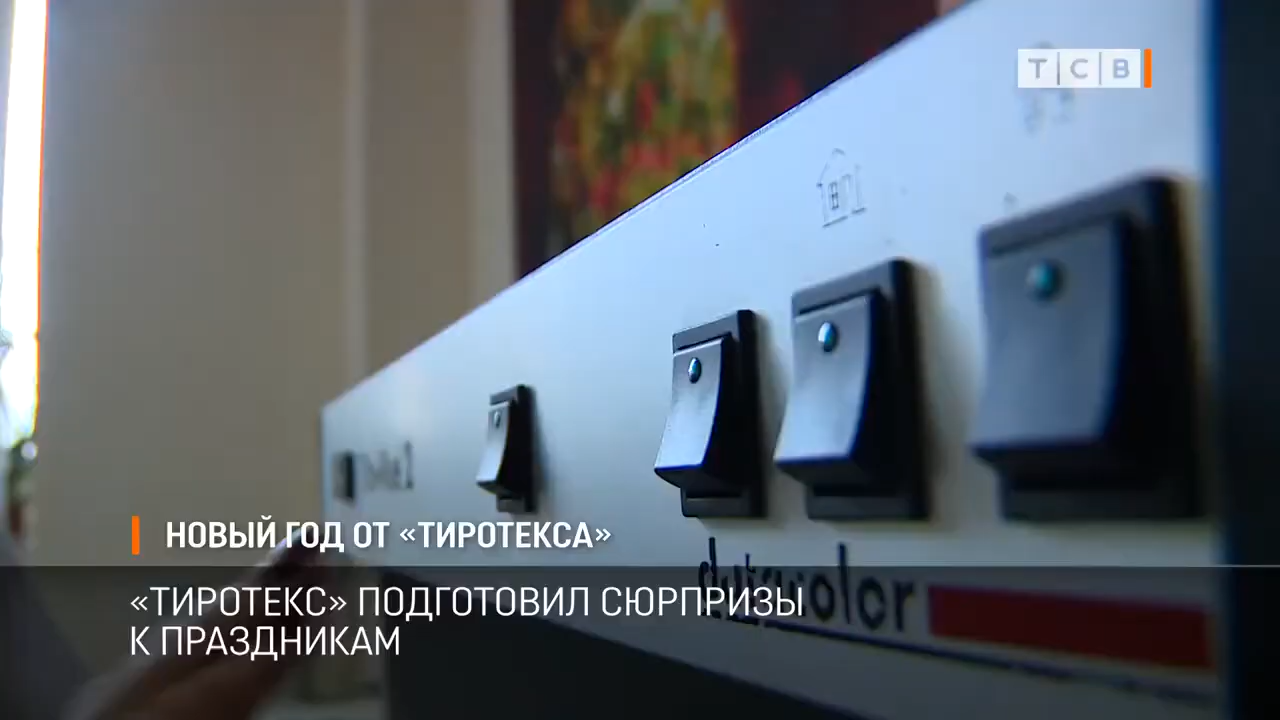 ТСВ
НОВЫЙ ГОД ОТ «ТИРОТЕКСА»
«ТИРОТЕКС» ПОДГОТОВИЛ СЮРПРИЗЫ
К ПРАЗДНИКАМ